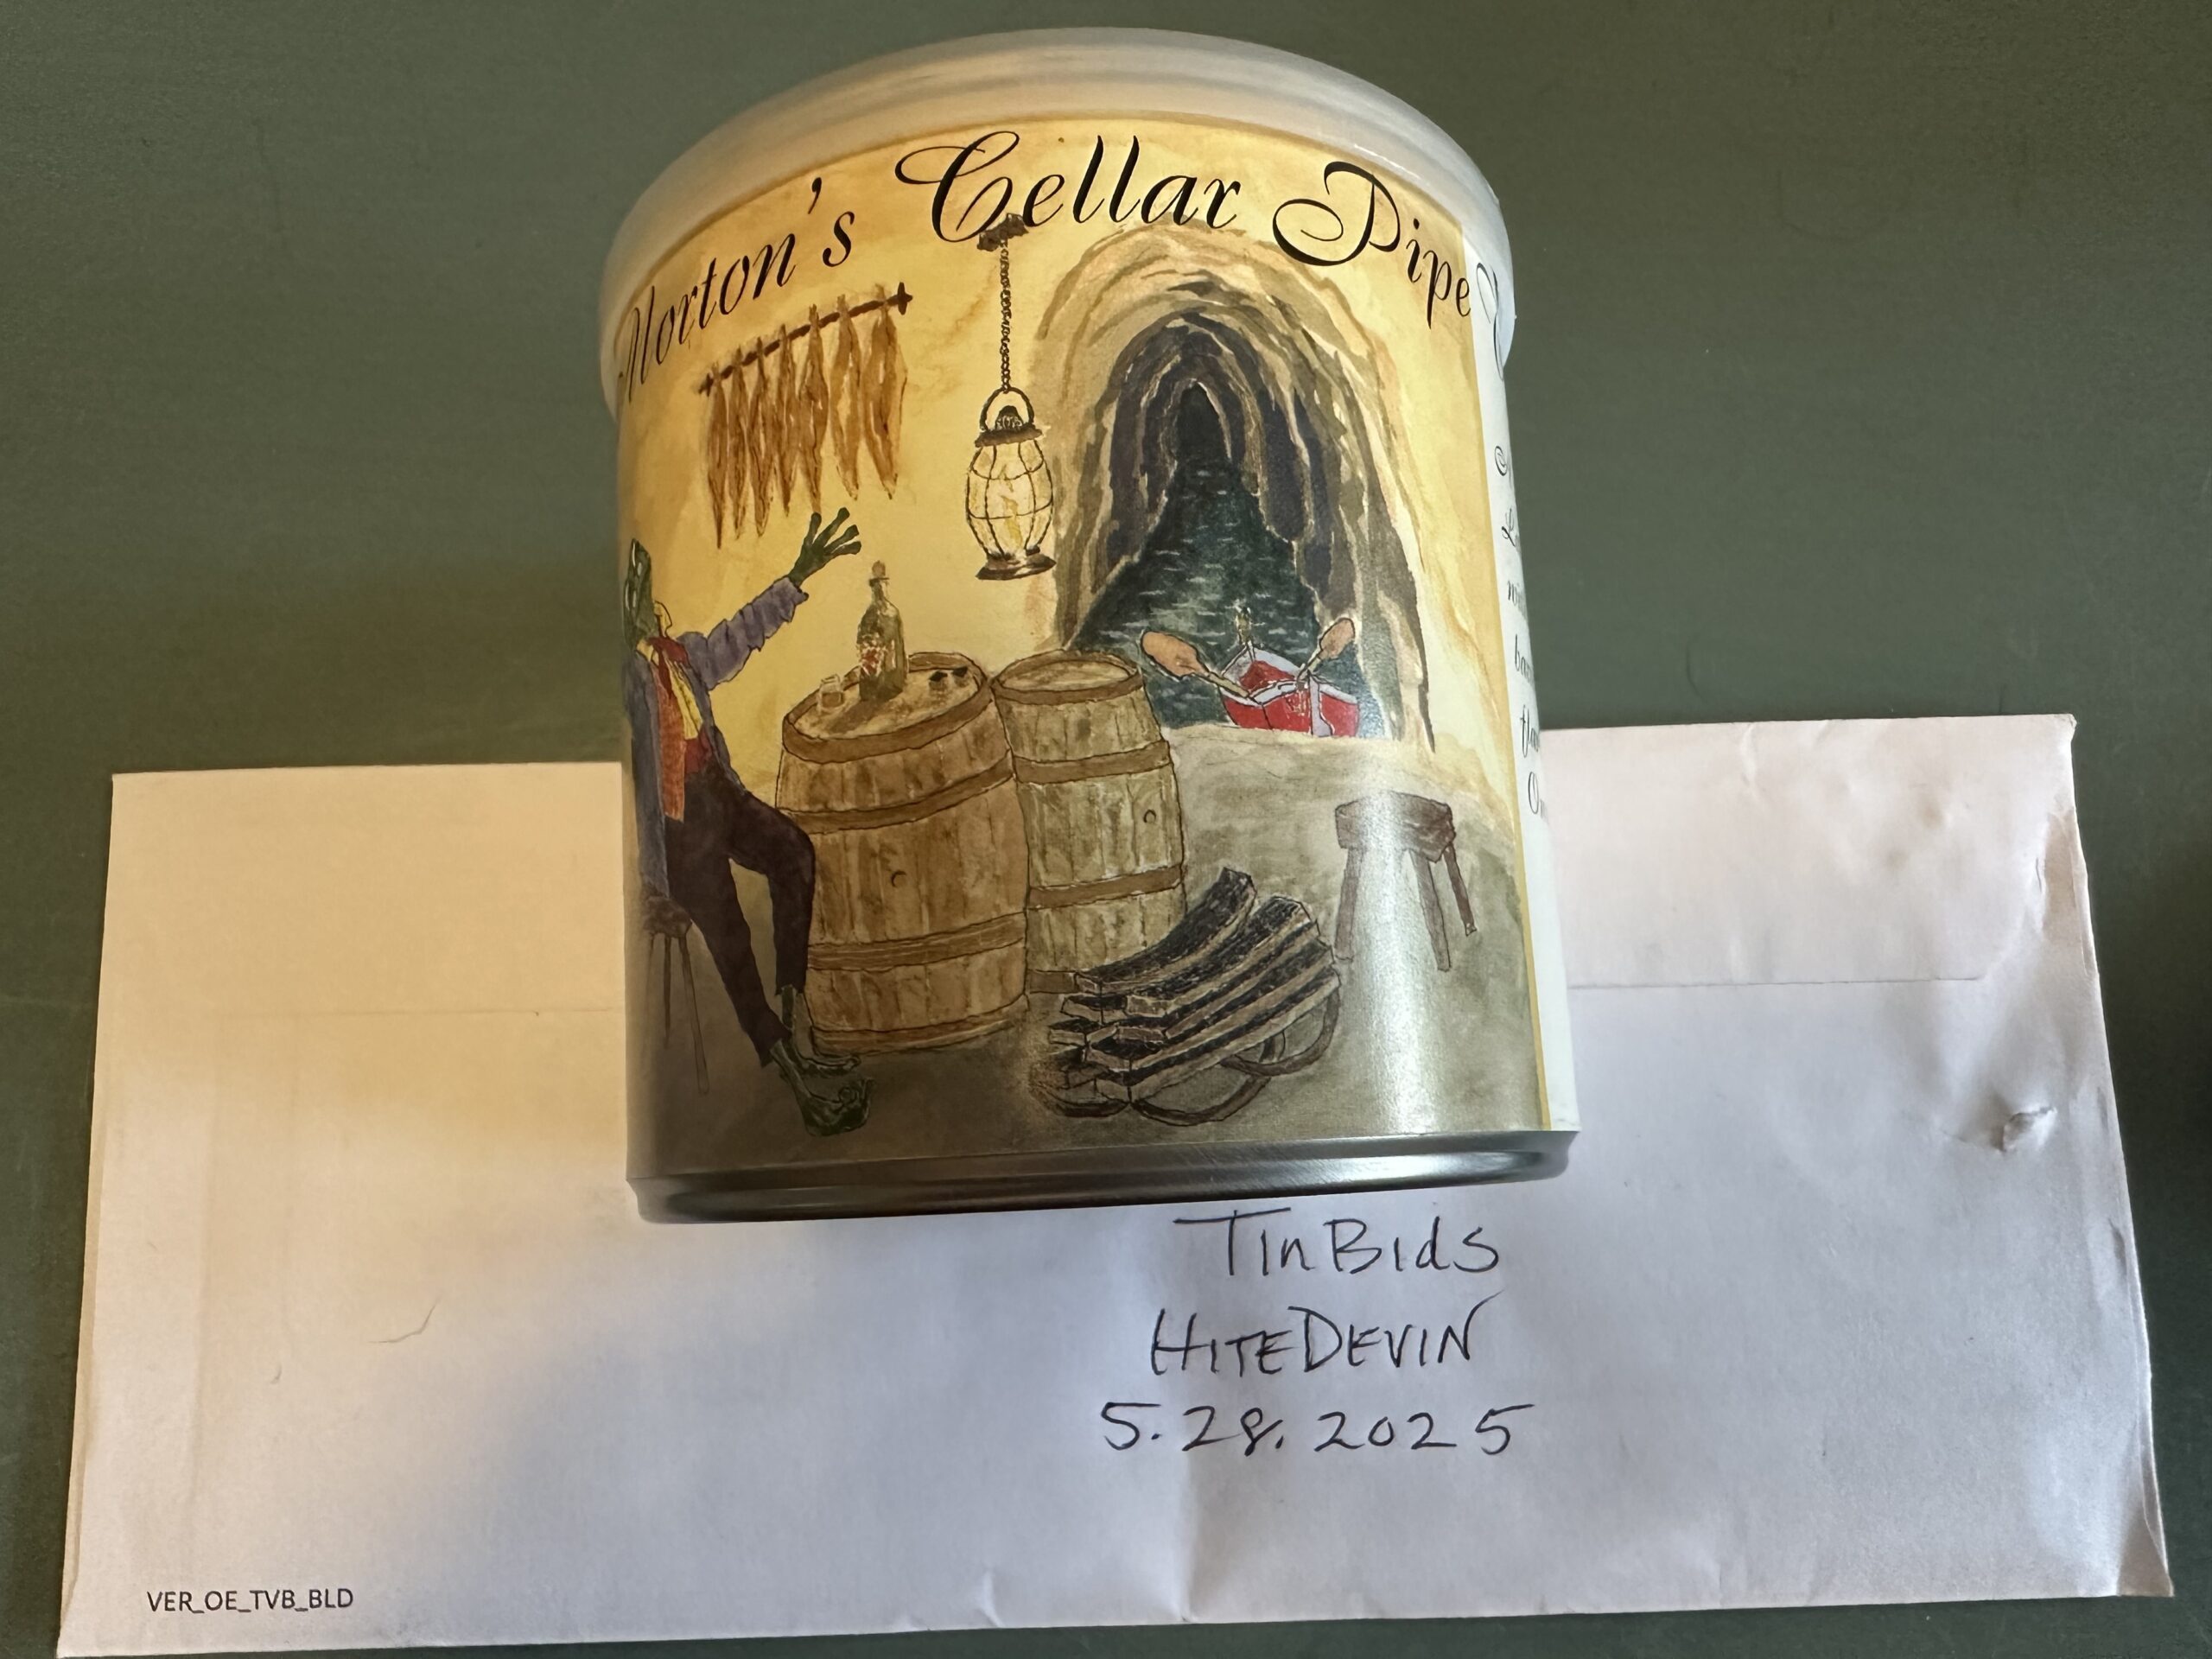 Morton's Cellar Pipe
TinBids
HITEDEVIN
5.28.2025
VER_OE_TVB_BLD